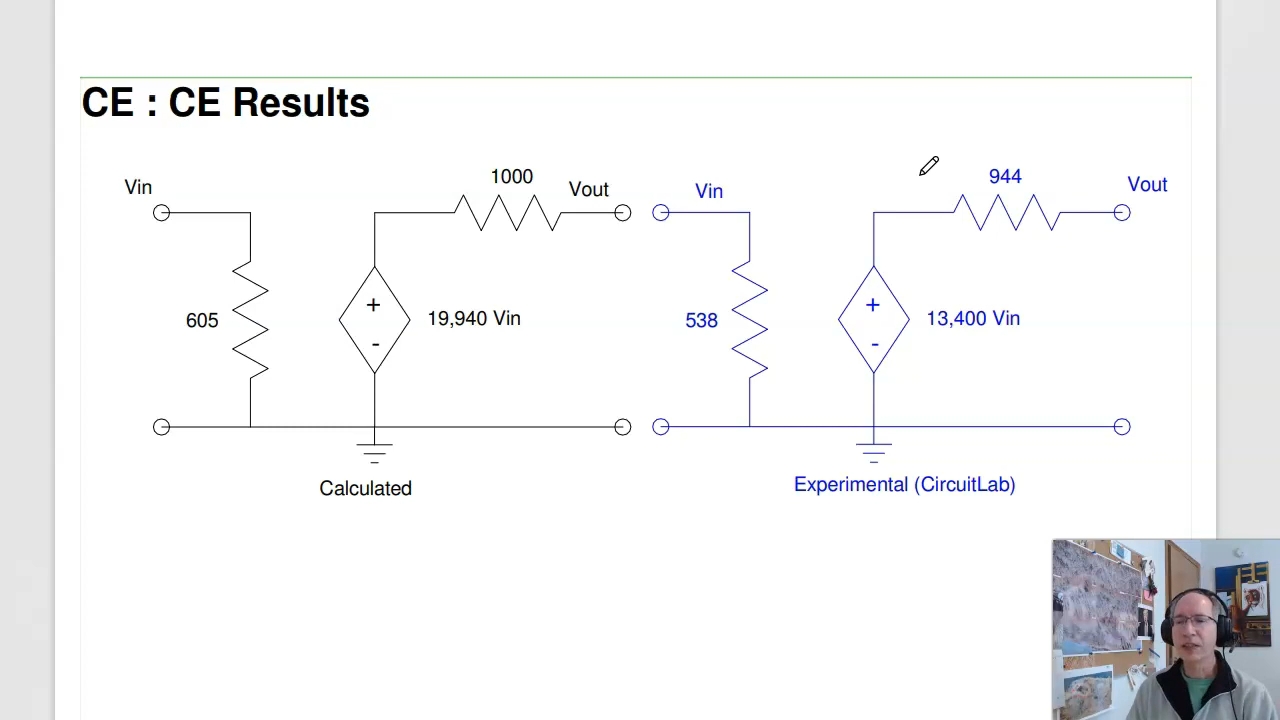 CE : CE Results
Vin
1000
Vout
605
+
-
19,940 Vin
Calculated
Vin
944
Vout
538
+
-
13,400 Vin
Experimental (CircuitLab)